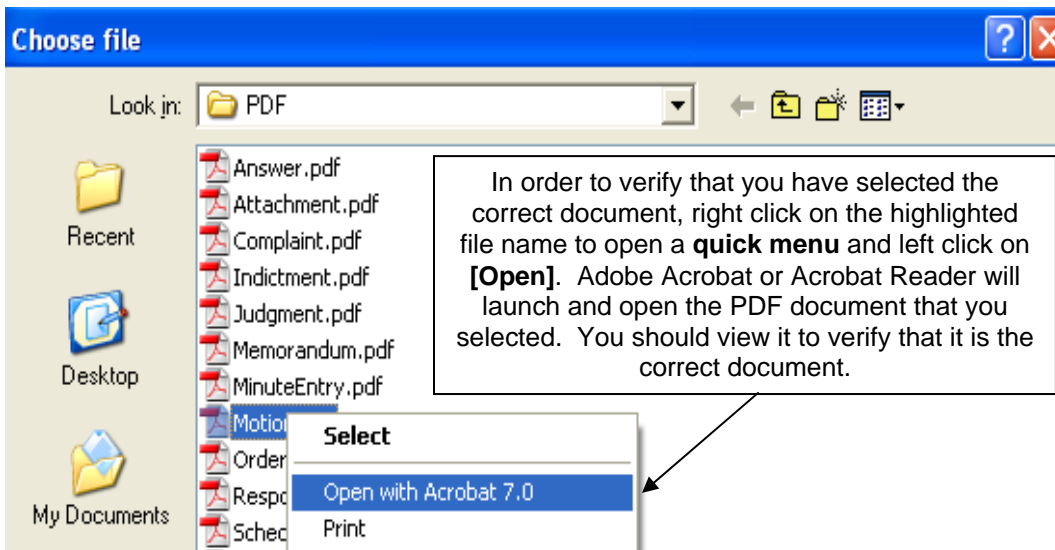 Choose file
Look in: PDF
Recent
Desktop
My Documents
Answer.pdf
Attachment.pdf
Complaint.pdf
Indictment.pdf
Judgment.pdf
Memorandum.pdf
MinuteEntry.pdf
Motio
Order
Respo
Sched
Select
Open with Acrobat 7.0
Print
In order to verify that you have selected the
correct document, right click on the highlighted
file name to open a quick menu and left click on
[Open]. Adobe Acrobat or Acrobat Reader will
launch and open the PDF document that you
selected. You should view it to verify that it is the
correct document.